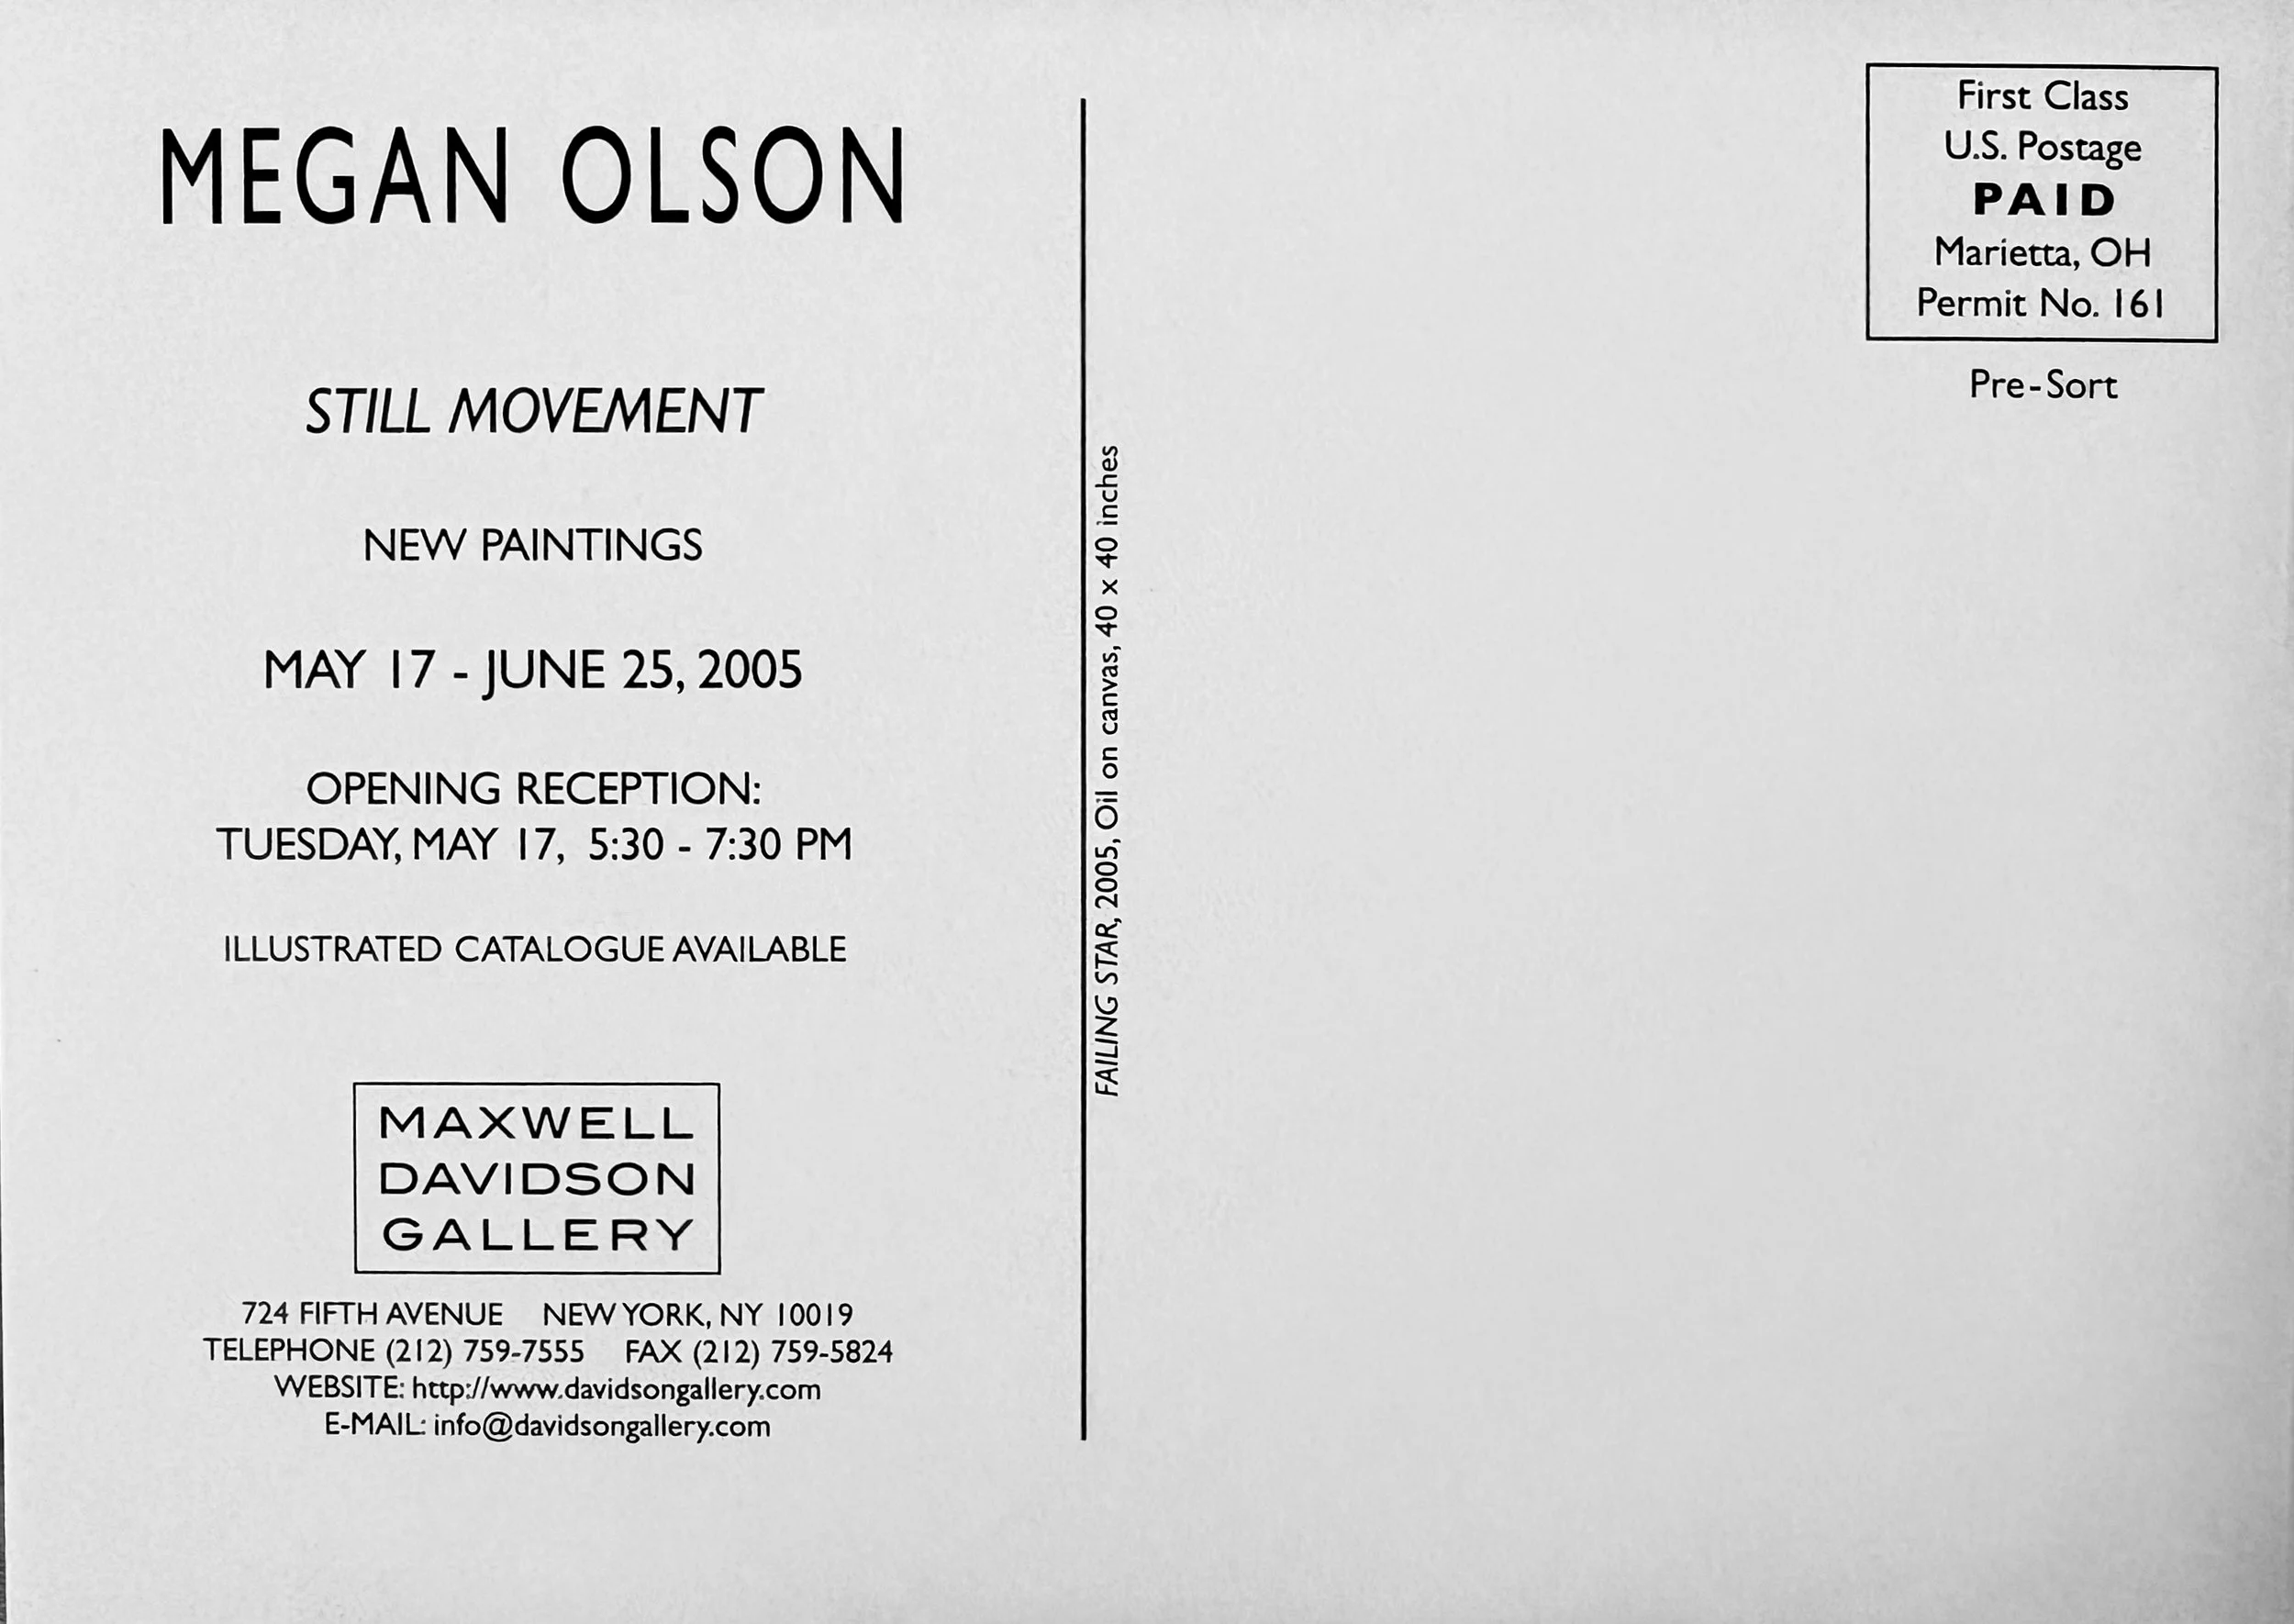 MEGAN OLSON
STILL MOVEMENT
NEW PAINTINGS
MAY 17 - JUNE 25, 2005
OPENING RECEPTION:
TUESDAY, MAY 17, 5:30 - 7:30 PM
ILLUSTRATED CATALOGUE AVAILABLE
MAXWELL
DAVIDSON
GALLERY
724 FIFTH AVENUE NEW YORK, NY 10019
TELEPHONE (212) 759-7555 FAX (212) 759-5824
WEBSITE: http://www.davidsongallery.com
E-MAIL: info@davidsongallery.com
FAILING STAR, 2005, Oil on canvas, 40 x 40 inches
First Class
U.S. Postage
PAID
Marietta, OH
Permit No. 161
Pre-Sort